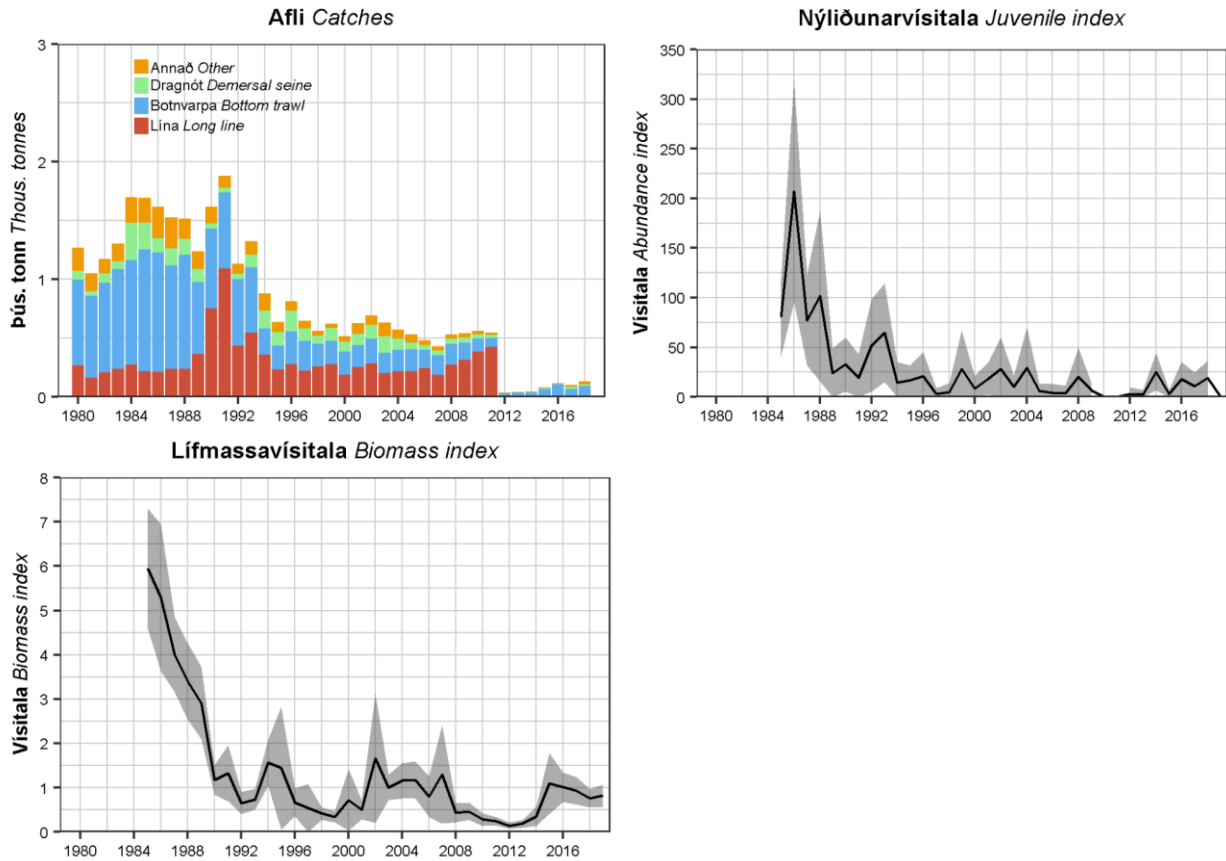 Afli Catches
Þús. tonn Thous. tonnes
3
2
1
0
Annað Other
Dragnót Demersal seine
Botnvarpa Bottom trawl
Lína Long line
1980 1984 1988 1992 1996 2000 2004 2008 2012 2016
Nýliðunarvísitala Juvenile index
Vísitala Abundance index
350
300
250
200
150
100
50
0
1980 1984 1988 1992 1996 2000 2004 2008 2012 2016
Lífmassavísitala Biomass index
Vísitala Biomass index
8
7
6
5
4
3
2
1
0
1980 1984 1988 1992 1996 2000 2004 2008 2012 2016